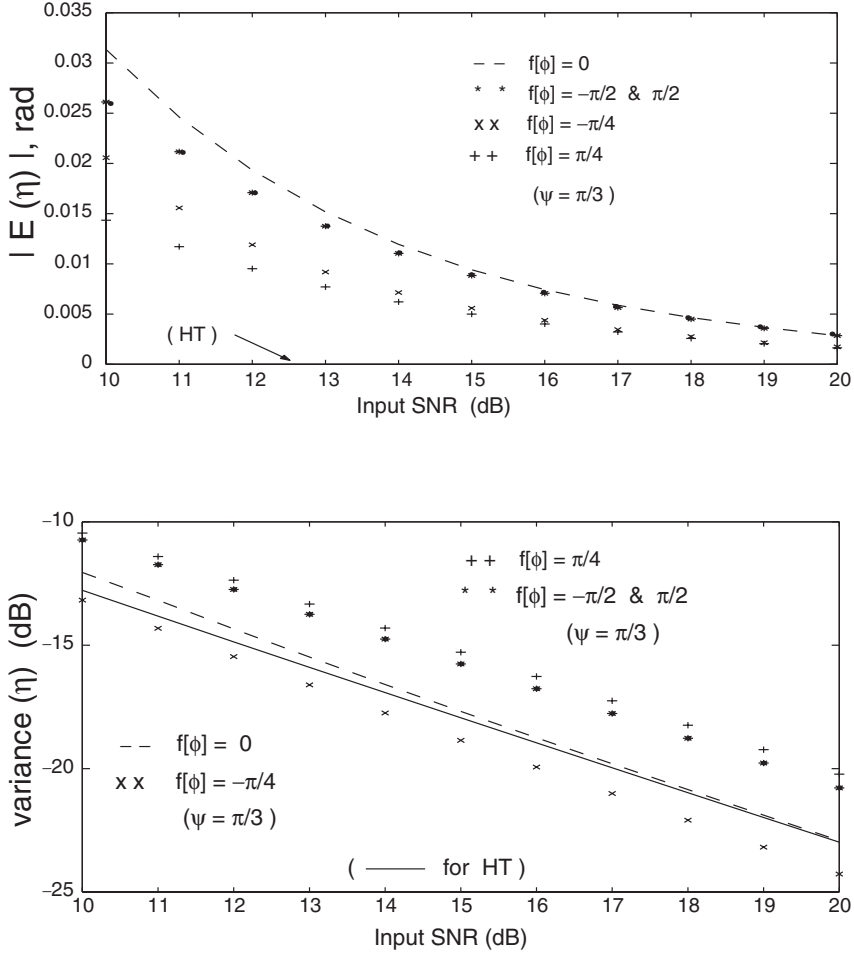 0.035
0.03
0.025
0.02
0.015
0.01
0.005
0
| E (η) |, rad
– – f[φ] = 0
* * f[φ] = −π/2 & π/2
x x f[φ] = −π/4
+ + f[φ] = π/4
(ψ = π/3 )
( HT )
10 11 12 13 14 15 16 17 18 19 20
Input SNR (dB)
−10
−15
−20
−25
variance (η) (dB)
+ + f[φ] = π/4
* * f[φ] = −π/2 & π/2
(ψ = π/3 )
– – f[φ] = 0
x x f[φ] = −π/4
(ψ = π/3 )
( —— for HT )
10 11 12 13 14 15 16 17 18 19 20
Input SNR (dB)